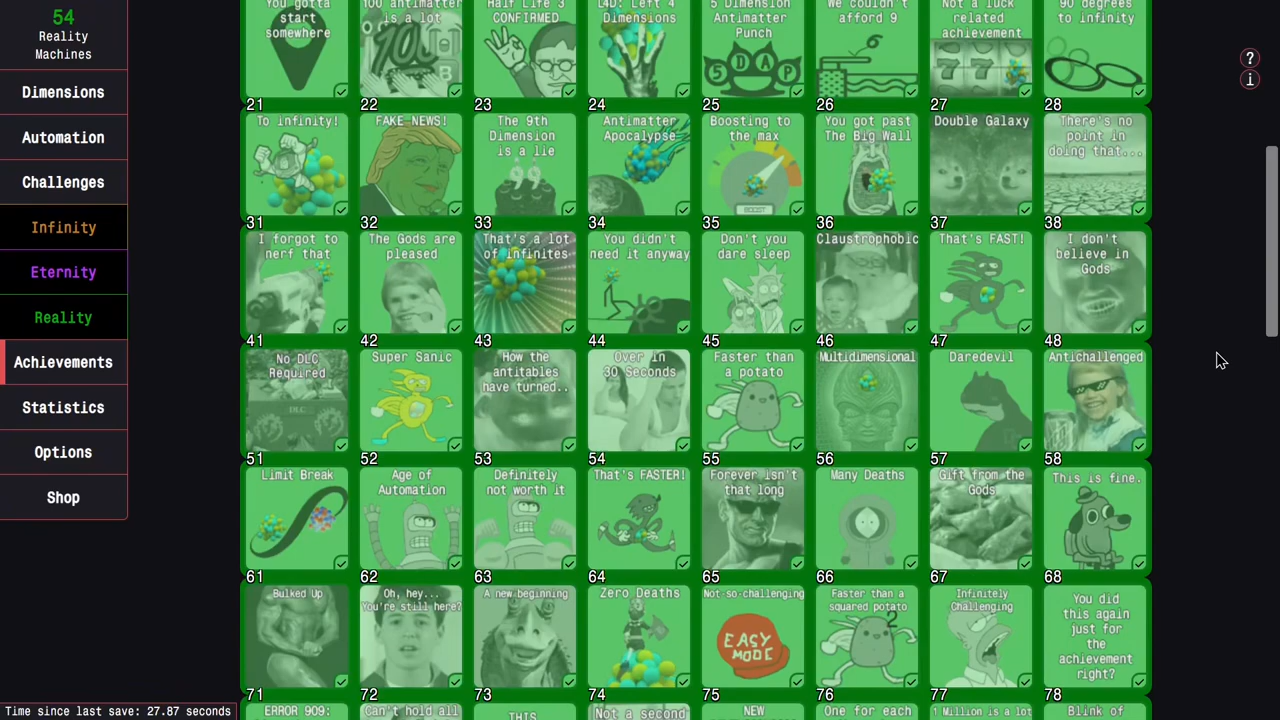 54
Reality
Machines
Dimensions
Automation
Challenges
Infinity
Eternity
Reality
Achievements
Statistics
Options
Shop
Time since last save: 27.87 seconds
?
i
You gotta
start
somewhere
100 antimatter
is a lot
100
B
Half Life 3
CONFIRMED
L4D: Left 4
Dimensions
5 Dimension
Antimatter
Punch
5 D A P
We couldn't
afford 9
Not a luck
related
achievement
7 7
90 degrees
to infinity
21
22
23
24
25
26
27
28
To infinity!
FAKE NEWS!
The 9th
Dimension
is a lie
99
Antimatter
Apocalypse
Boosting to
the max
BOOST
You got past
The Big Wall
Double Galaxy
There's no
point in
doing that...
31
32
33
34
35
36
37
38
I forgot to
nerf that
The Gods are
pleased
That's a lot
of infinites
You didn't
need it anyway
Don't you
dare sleep
Claustrophobic
That's FAST!
I don't
believe in
Gods
41
42
43
44
45
46
47
48
No DLC
Required
DLC
Super Sanic
How the
antitables
have turned..
Over in
30 Seconds
Faster than
a potato
Multidimensional
Daredevil
Antichallenged
51
52
53
54
55
56
57
58
Limit Break
Age of
Automation
Definitely
not worth it
That's FASTER!
Forever isn't
that long
Many Deaths
Gift from the
Gods
This is fine.
61
62
63
64
65
66
67
68
Bulked Up
Oh, hey...
You're still here?
A new beginning
Zero Deaths
Not-so-challenging
EASY
MODE
Faster than a
squared potato
2
Infinitely
Challenging
You did
this again
just for
the
achievement
right?
71
72
73
74
75
76
77
78
ERROR 909:
Can't hold all
THIS
Not a second
NEW
One for each
1 Million is a lot
Blink of